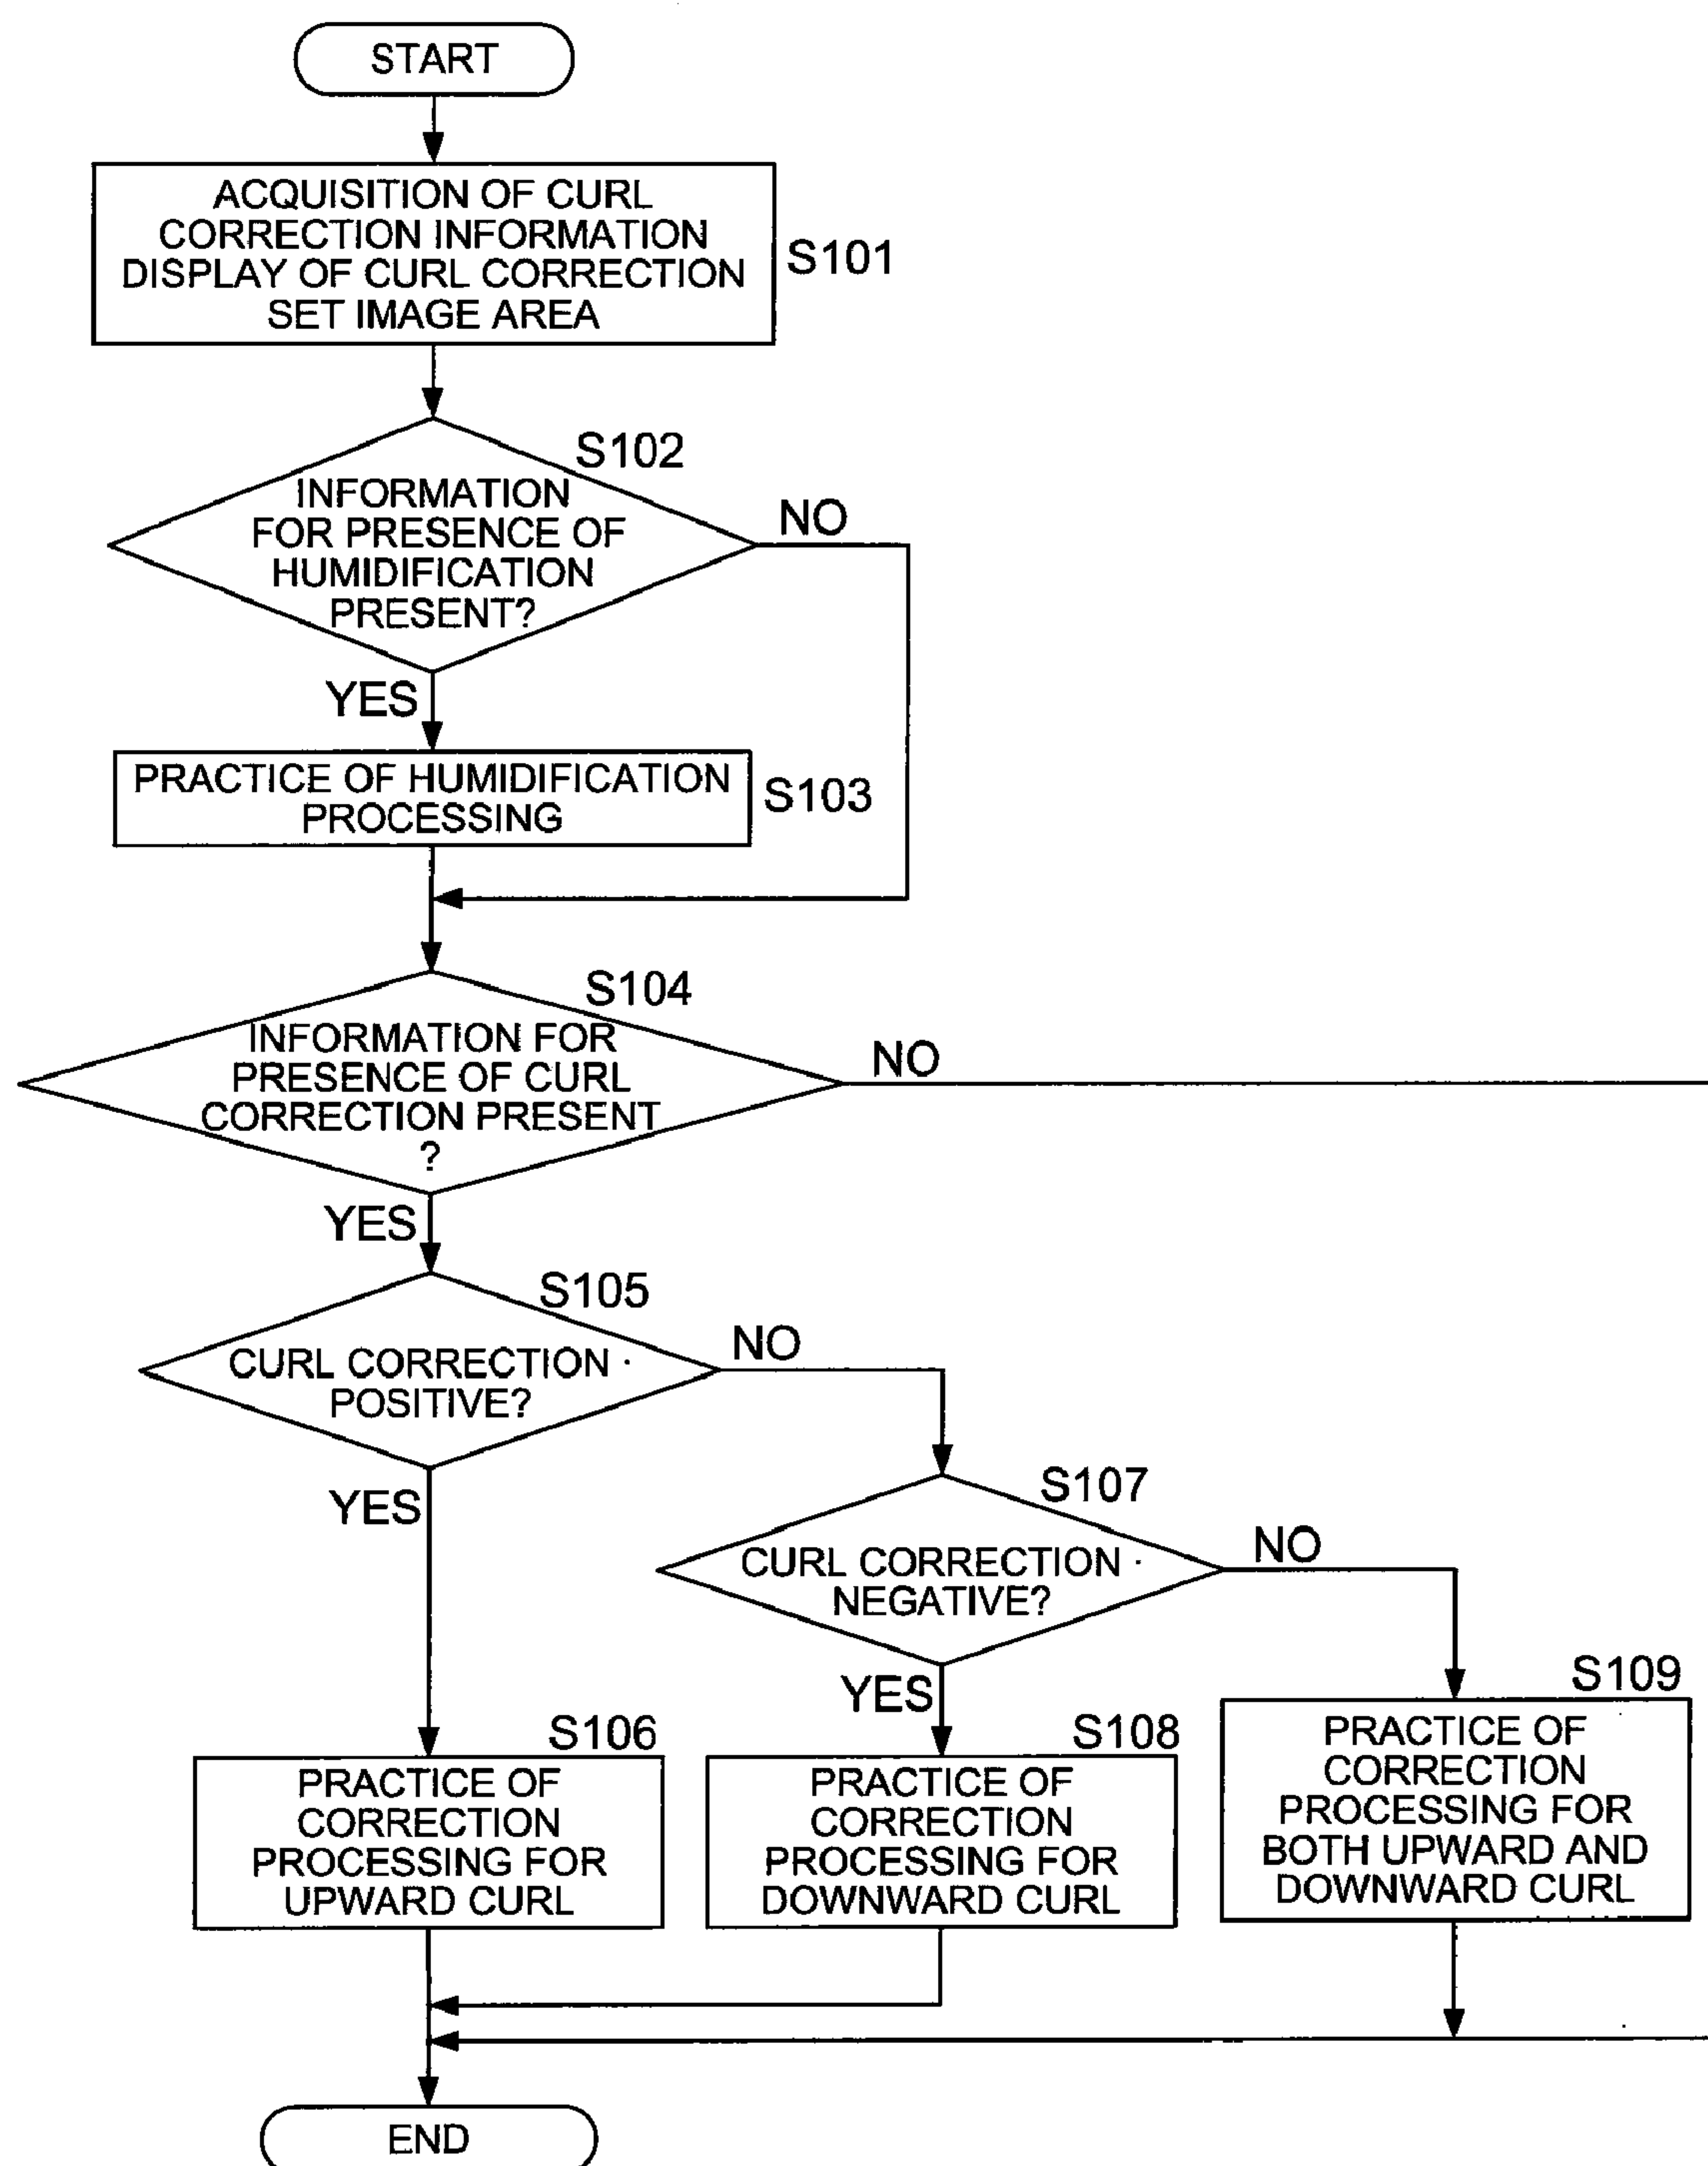 START
ACQUISITION OF CURL
CORRECTION INFORMATION
DISPLAY OF CURL CORRECTION
SET IMAGE AREA
S101
S102
INFORMATION
FOR PRESENCE OF
HUMIDIFICATION
PRESENT?
NO
YES
PRACTICE OF HUMIDIFICATION
PROCESSING
S103
S104
INFORMATION FOR
PRESENCE OF CURL
CORRECTION PRESENT
?
NO
YES
S105
CURL CORRECTION
POSITIVE?
NO
YES
S107
CURL CORRECTION
NEGATIVE?
NO
YES
S106
PRACTICE OF
CORRECTION
PROCESSING FOR
UPWARD CURL
S108
PRACTICE OF
CORRECTION
PROCESSING FOR
DOWNWARD CURL
S109
PRACTICE OF
CORRECTION
PROCESSING FOR
BOTH UPWARD AND
DOWNWARD CURL
END